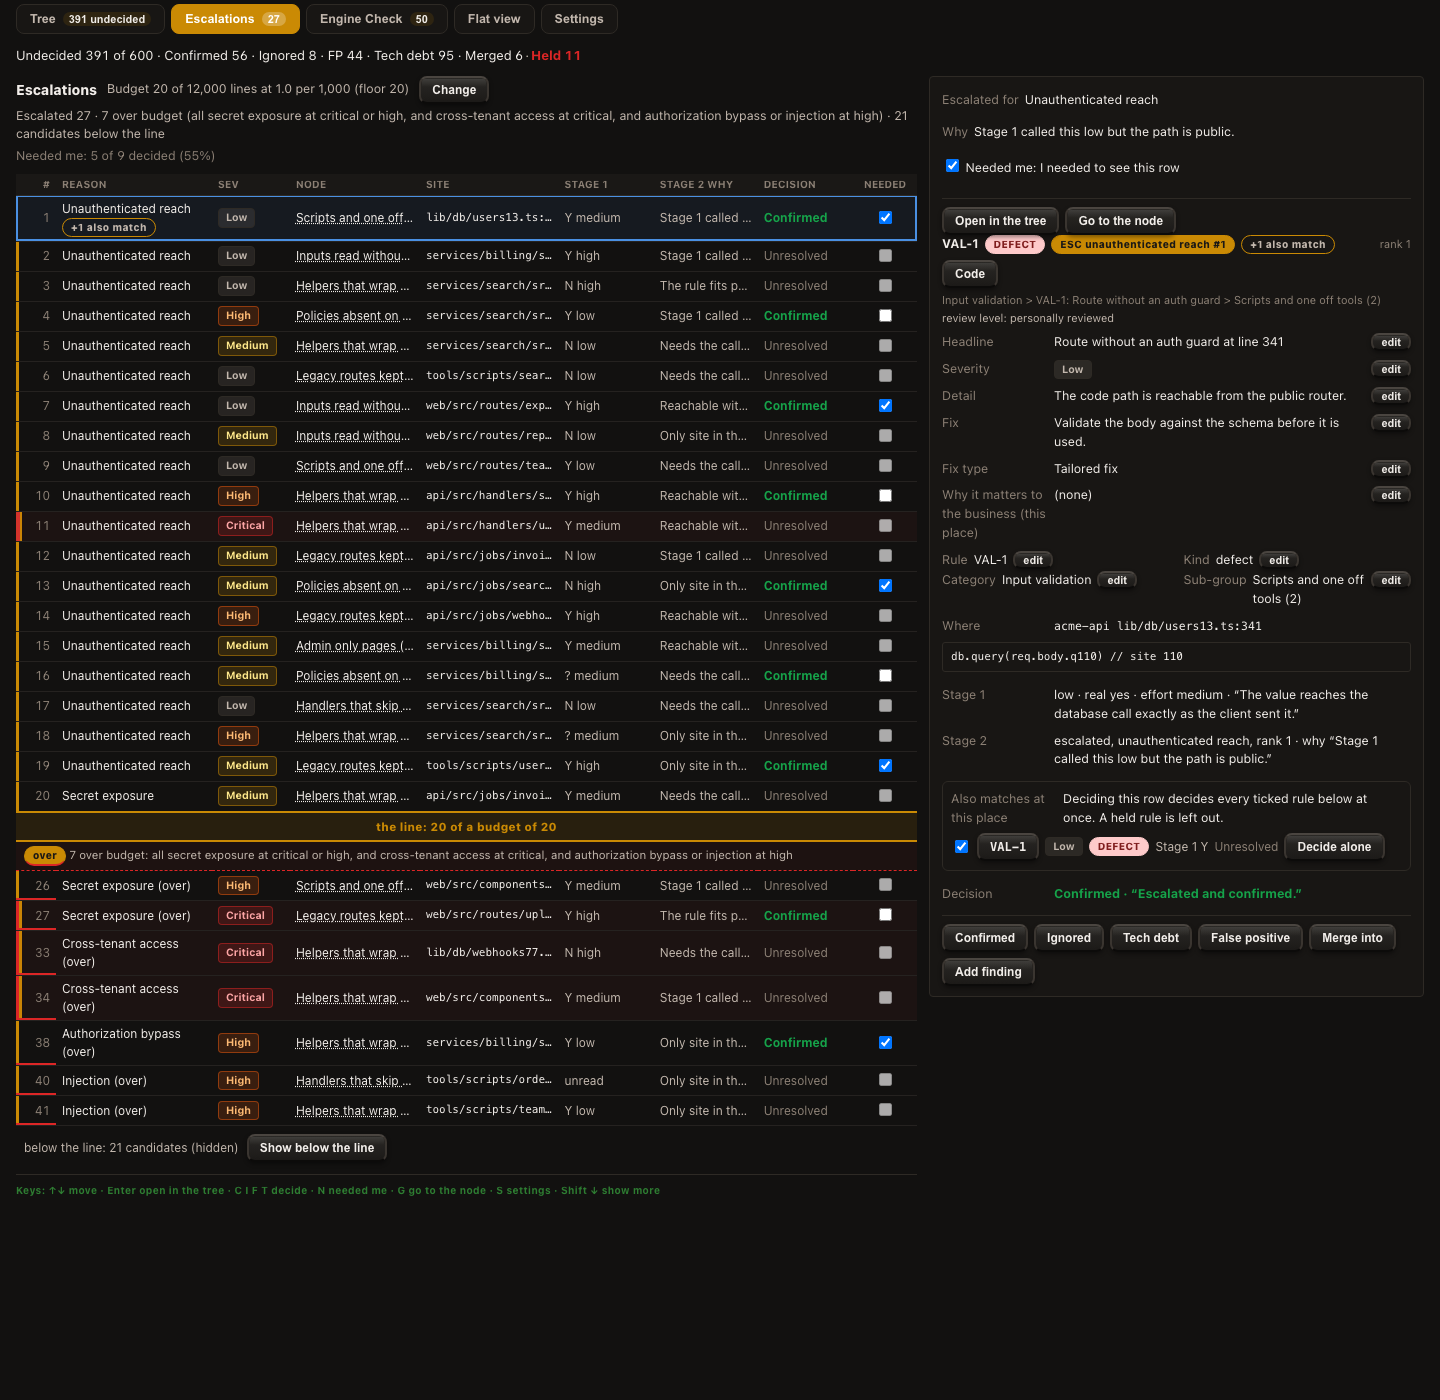 Tree 391 undecided Escalations 27 Engine Check 50 Flat view Settings
Undecided 391 of 600 · Confirmed 56 · Ignored 8 · FP 44 · Tech debt 95 · Merged 6 · Held 11
Escalations Budget 20 of 12,000 lines at 1.0 per 1,000 (floor 20) Change
Escalated 27 · 7 over budget (all secret exposure at critical or high, and cross-tenant access at critical, and authorization bypass or injection at high) · 21
candidates below the line
Needed me: 5 of 9 decided (55%)
# REASON SEV NODE SITE STAGE 1 STAGE 2 WHY DECISION NEEDED
1 Unauthenticated reach Low Scripts and one off... lib/db/users13.ts:… Y medium Stage 1 called ... Confirmed
+1 also match
2 Unauthenticated reach Low Inputs read withou... services/billing/s… Y high Stage 1 called ... Unresolved
3 Unauthenticated reach Low Helpers that wrap ... services/search/sr… N high The rule fits p... Unresolved
4 Unauthenticated reach High Policies absent on ... services/search/sr… Y low Stage 1 called ... Confirmed
5 Unauthenticated reach Medium Helpers that wrap ... services/search/sr… N low Needs the call... Unresolved
6 Unauthenticated reach Low Legacy routes kept... tools/scripts/sear… N low Needs the call... Unresolved
7 Unauthenticated reach Low Inputs read withou... web/src/routes/exp… Y high Reachable wit... Confirmed
8 Unauthenticated reach Medium Inputs read withou... web/src/routes/rep… N low Only site in th... Unresolved
9 Unauthenticated reach Low Scripts and one off... web/src/routes/tea… Y low Needs the call... Unresolved
10 Unauthenticated reach High Helpers that wrap ... api/src/handlers/s… Y high Reachable wit... Confirmed
11 Unauthenticated reach Critical Helpers that wrap ... api/src/handlers/u… Y medium Reachable wit... Unresolved
12 Unauthenticated reach Medium Legacy routes kept... api/src/jobs/invoi… N low Stage 1 called ... Unresolved
13 Unauthenticated reach Medium Policies absent on ... api/src/jobs/searc… N high Only site in th... Confirmed
14 Unauthenticated reach High Legacy routes kept... api/src/jobs/webho… Y high Reachable wit... Unresolved
15 Unauthenticated reach Medium Admin only pages (... services/billing/s… Y medium Reachable wit... Unresolved
16 Unauthenticated reach Medium Policies absent on ... services/billing/s… ? medium Needs the call... Confirmed
17 Unauthenticated reach Low Handlers that skip ... services/search/sr… N low Needs the call... Unresolved
18 Unauthenticated reach High Helpers that wrap ... services/search/sr… ? medium Only site in th... Unresolved
19 Unauthenticated reach Medium Legacy routes kept... tools/scripts/user… Y high Only site in th... Confirmed
20 Secret exposure Medium Helpers that wrap ... api/src/jobs/invoi… Y medium Needs the call... Unresolved
the line: 20 of a budget of 20
over 7 over budget: all secret exposure at critical or high, and cross-tenant access at critical, and authorization bypass or injection at high
26 Secret exposure (over) High Scripts and one off... web/src/components… Y medium Stage 1 called ... Unresolved
27 Secret exposure (over) Critical Legacy routes kept... web/src/routes/upl… Y high The rule fits p... Confirmed
33 Cross-tenant access (over) Critical Helpers that wrap ... lib/db/webhooks77.… N high Needs the call... Unresolved
34 Cross-tenant access (over) Critical Helpers that wrap ... web/src/components… Y medium Stage 1 called ... Unresolved
38 Authorization bypass (over) High Helpers that wrap ... services/billing/s… Y low Only site in th... Confirmed
40 Injection (over) High Handlers that skip ... tools/scripts/orde… unread Only site in th... Unresolved
41 Injection (over) High Helpers that wrap ... tools/scripts/team… Y low Only site in th... Unresolved
below the line: 21 candidates (hidden) Show below the line
Keys: ↑↓ move · Enter open in the tree · C I F T decide · N needed me · G go to the node · S settings · Shift ↓ show more
Escalated for Unauthenticated reach
Why Stage 1 called this low but the path is public.
Needed me: I needed to see this row
Open in the tree Go to the node
VAL-1 DEFECT ESC unauthenticated reach #1 +1 also match rank 1
Code
Input validation > VAL-1: Route without an auth guard > Scripts and one off tools (2)
review level: personally reviewed
Headline Route without an auth guard at line 341 edit
Severity Low edit
Detail The code path is reachable from the public router. edit
Fix Validate the body against the schema before it is edit
used.
Fix type Tailored fix edit
Why it matters to (none) edit
the business (this
place)
Rule VAL-1 edit Kind defect edit
Category Input validation edit Sub-group Scripts and one off edit
tools (2)
Where acme-api lib/db/users13.ts:341
db.query(req.body.q110) // site 110
Stage 1 low · real yes · effort medium · “The value reaches the
database call exactly as the client sent it.”
Stage 2 escalated, unauthenticated reach, rank 1 · why “Stage 1
called this low but the path is public.”
Also matches at Deciding this row decides every ticked rule below at
this place once. A held rule is left out.
VAL-1 Low DEFECT Stage 1 Y Unresolved Decide alone
Decision Confirmed · “Escalated and confirmed.”
Confirmed Ignored Tech debt False positive Merge into
Add finding